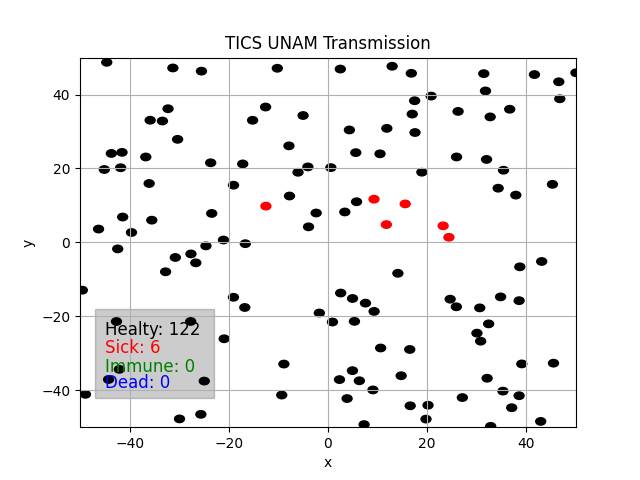 TICS UNAM Transmission
y
40
20
0
−20
−40
Healty: 122
Sick: 6
Immune: 0
Dead: 0
−40
−20
0
20
40
x